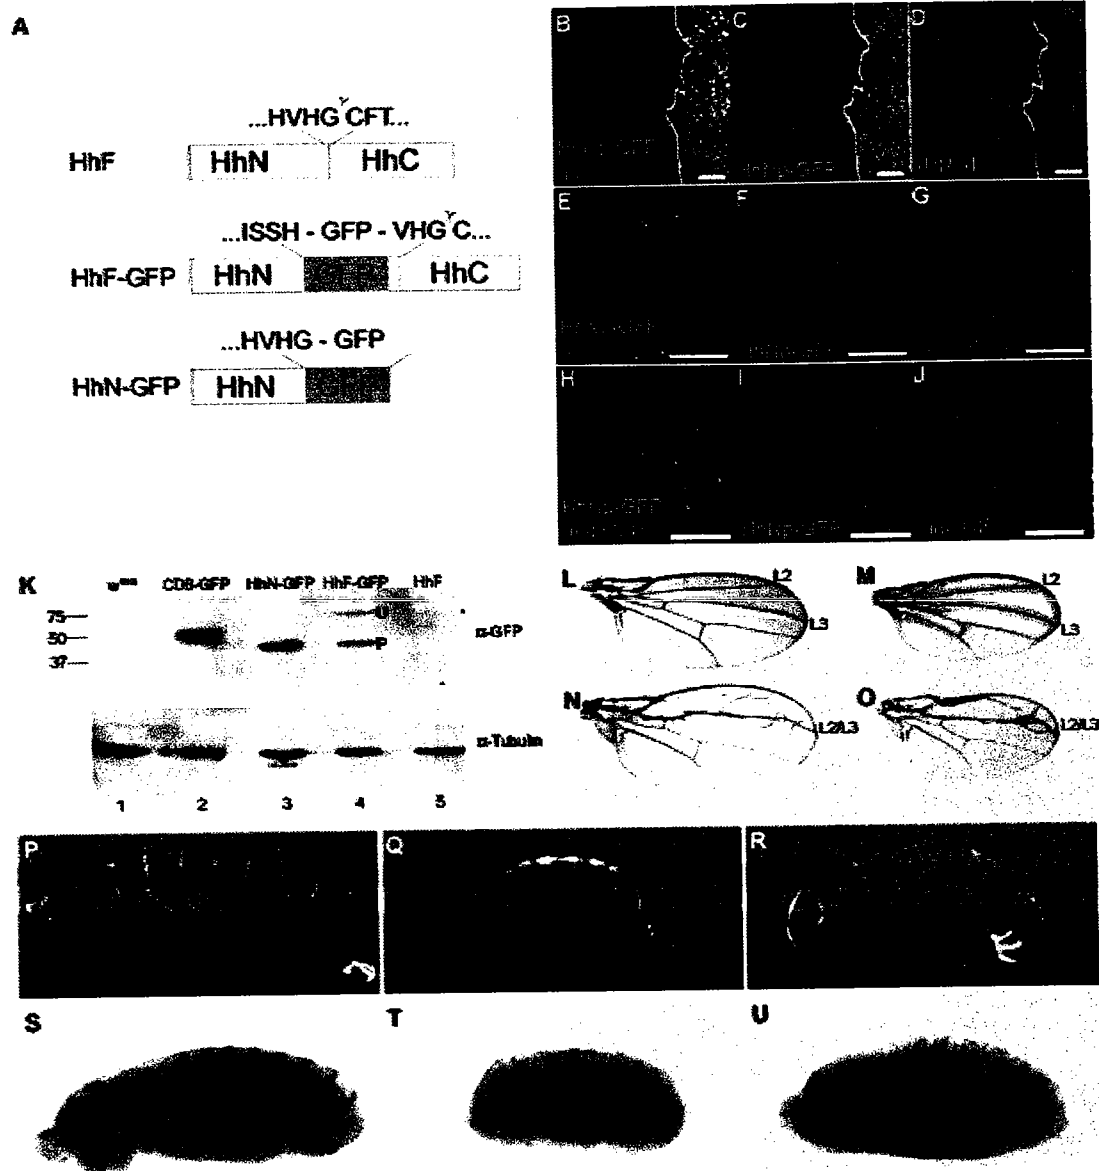 A
...HVHG CFT...
HhF HhN HhC
...ISSH - GFP - VHG C...
HhF-GFP HhN HhC
...HVHG - GFP
HhN-GFP HhN
B C D
E F G
H I J
K CD8-GFP HhN-GFP HhF-GFP HhF
75
50
37
U
P
α-GFP
α-Tubulin
1 2 3 4 5
L L2 L3
M L2 L3
N L2/L3
O L2/L3
P Q R
S T U